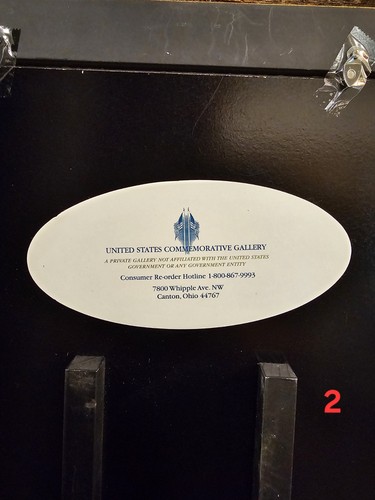 UNITED STATES COMMEMORATIVE GALLERY
A PRIVATE GALLERY NOT AFFILIATED WITH THE UNITED STATES
GOVERNMENT OR ANY GOVERNMENT ENTITY
Consumer Re-order Hotline 1-800-867-9993
7800 Whipple Ave. NW
Canton, Ohio 44767
2